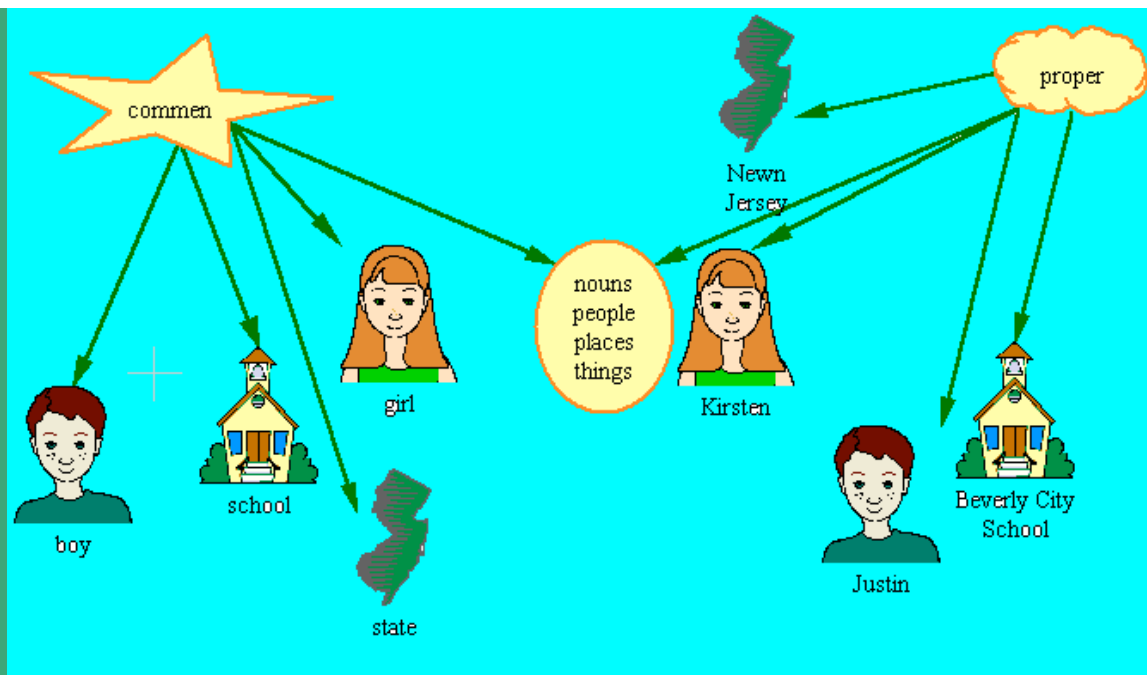 commen
proper
Newn
Jersey
nouns
people
places
things
girl
Kirsten
school
Beverly City
School
boy
Justin
state